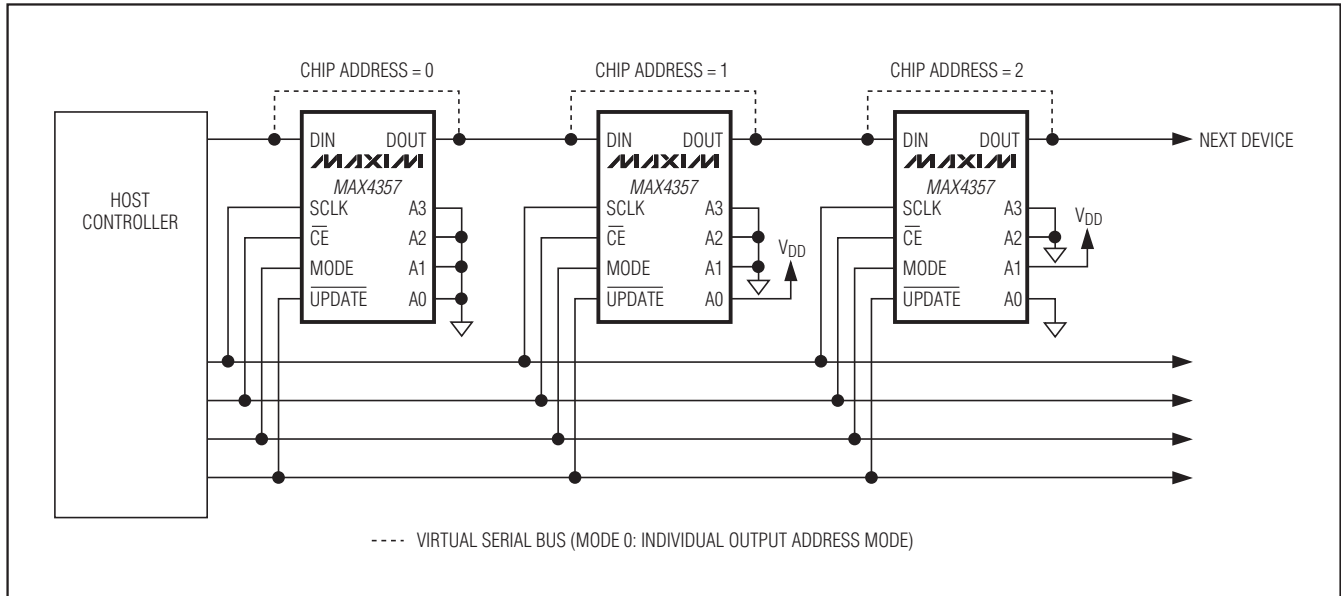 CHIP ADDRESS = 0
CHIP ADDRESS = 1
CHIP ADDRESS = 2
HOST
CONTROLLER
DIN DOUT
MAXIM
MAX4357
SCLK A3
CE A2
MODE A1
UPDATE A0
DIN DOUT
MAXIM
MAX4357
SCLK A3
CE A2
MODE A1
UPDATE A0
VDD
DIN DOUT
MAXIM
MAX4357
SCLK A3
CE A2
MODE A1
UPDATE A0
VDD
NEXT DEVICE
---- VIRTUAL SERIAL BUS (MODE 0: INDIVIDUAL OUTPUT ADDRESS MODE)